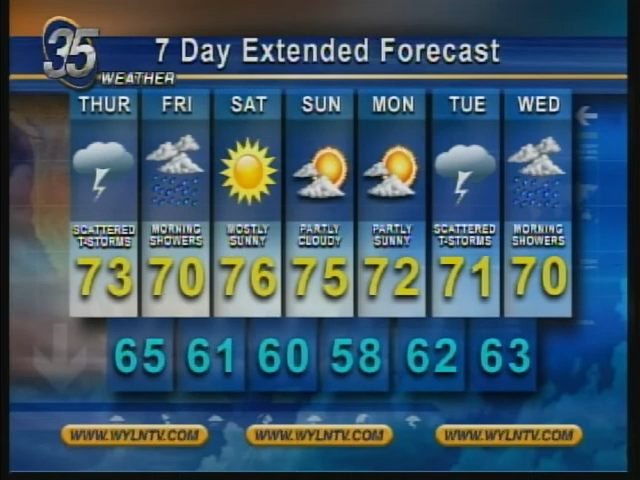 35
WEATHER
7 Day Extended Forecast
THUR FRI SAT SUN MON TUE WED
SCATTERED T-STORMS
MORNING SHOWERS
MOSTLY SUNNY
PARTLY CLOUDY
PARTLY SUNNY
SCATTERED T-STORMS
MORNING SHOWERS
73 70 76 75 72 71 70
65 61 60 58 62 63
WWW.WYLNTV.COM WWW.WYLNTV.COM WWW.WYLNTV.COM